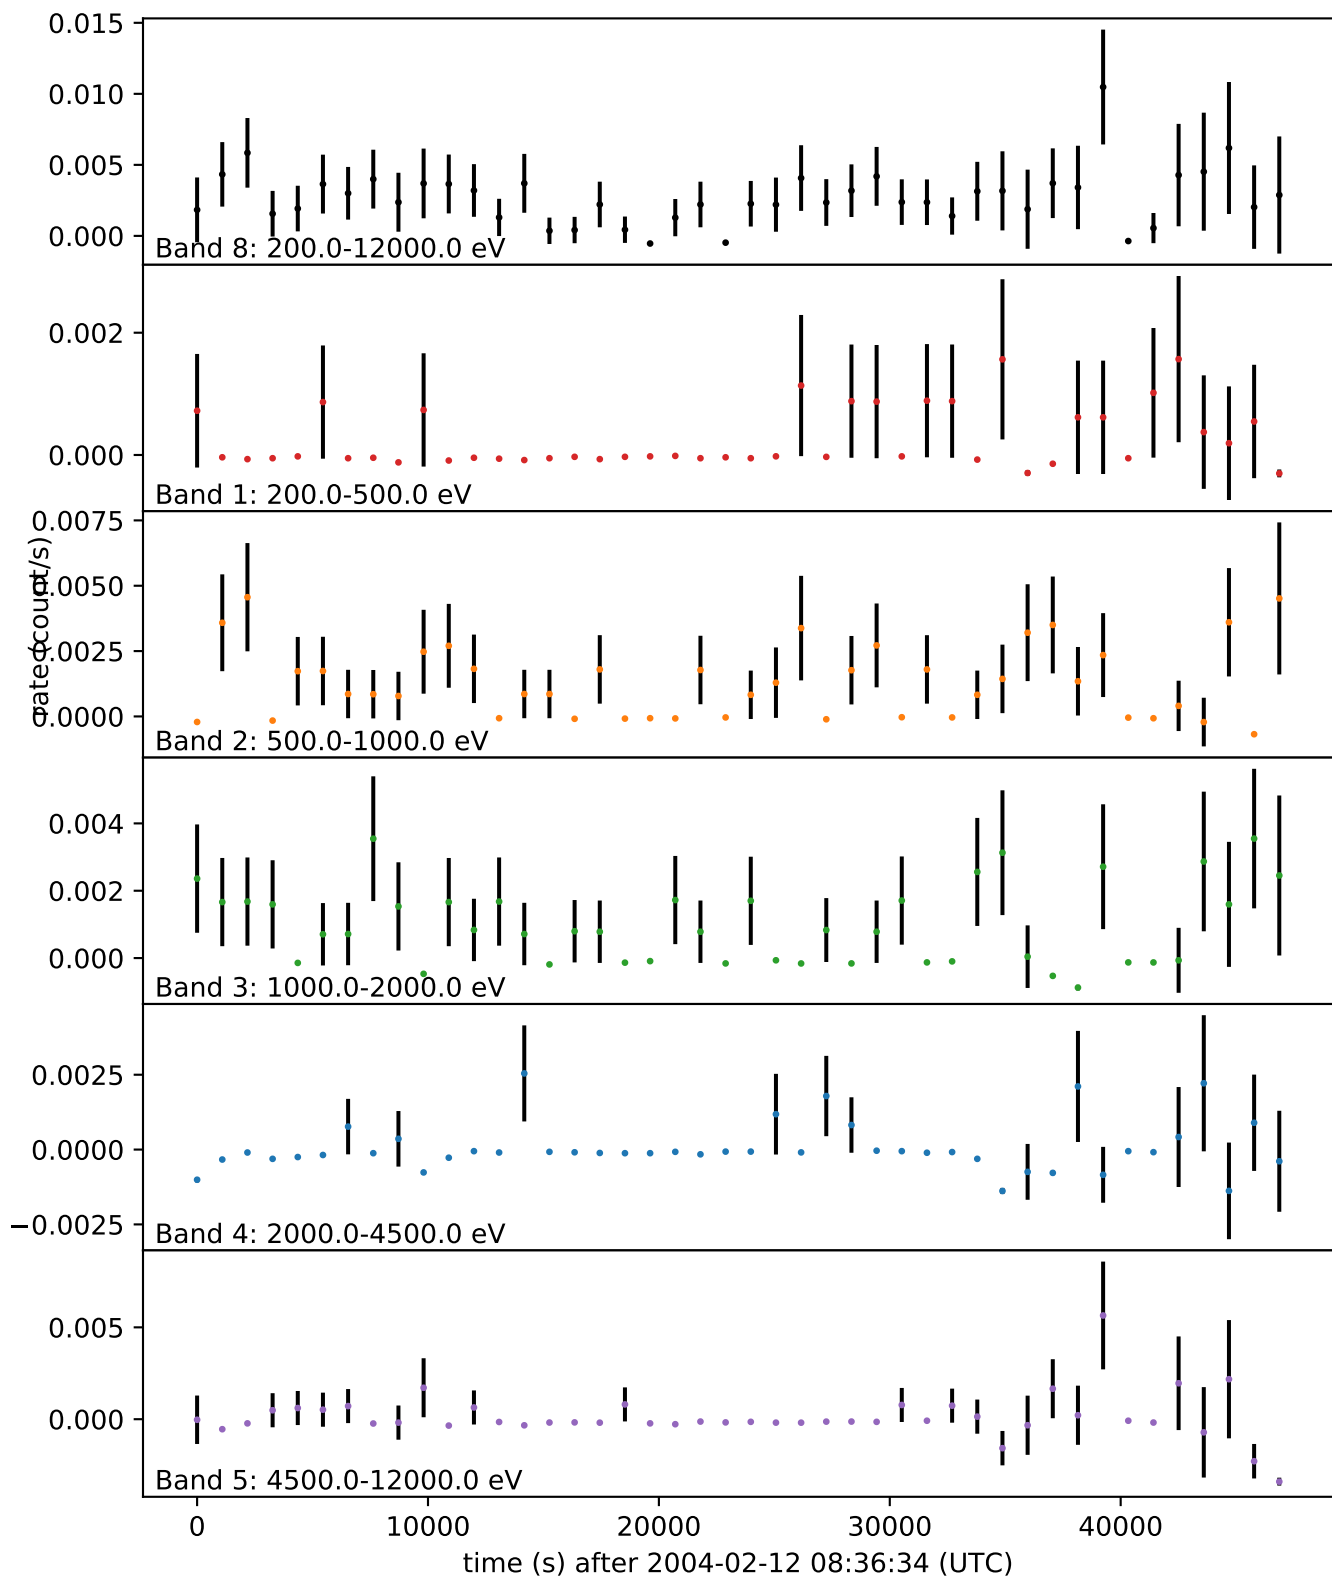 0.015
0.010
0.005
0.000
Band 8: 200.0-12000.0 eV
0.002
0.000
Band 1: 200.0-500.0 eV
rate (count/s)
0.0075
0.0050
0.0025
0.0000
Band 2: 500.0-1000.0 eV
0.004
0.002
0.000
Band 3: 1000.0-2000.0 eV
0.0025
0.0000
−0.0025
Band 4: 2000.0-4500.0 eV
0.005
0.000
Band 5: 4500.0-12000.0 eV
0 10000 20000 30000 40000
time (s) after 2004-02-12 08:36:34 (UTC)